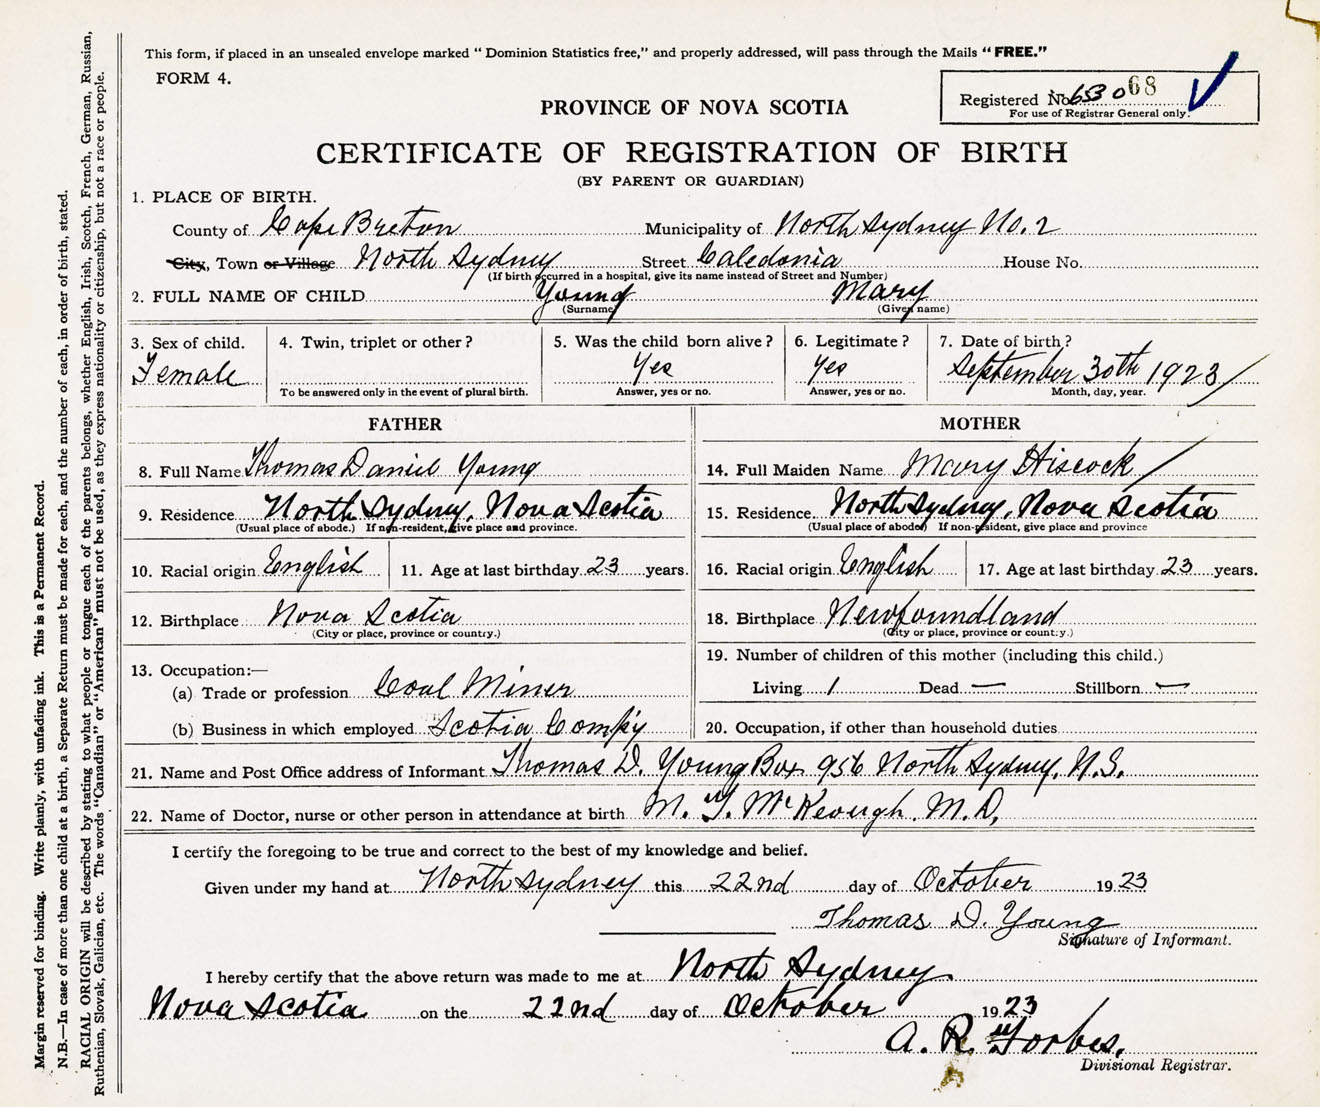 This form, if placed in an unsealed envelope marked " Dominion Statistics free," and properly addressed, will pass through the Mails " FREE."
FORM 4.
Registered No. 653068
For use of Registrar General only.
PROVINCE OF NOVA SCOTIA
CERTIFICATE OF REGISTRATION OF BIRTH
(BY PARENT OR GUARDIAN)
1. PLACE OF BIRTH.
County of Cape Breton Municipality of North Sydney No. 2
City, Town or Village North Sydney Street Caledonia House No.
(If birth occurred in a hospital, give its name instead of Street and Number)
2. FULL NAME OF CHILD Young Mary
(Surname) (Given name)
3. Sex of child. 4. Twin, triplet or other? 5. Was the child born alive? 6. Legitimate? 7. Date of birth?
Female Yes Yes September 30th 1923
To be answered only in the event of plural birth. Answer, yes or no. Answer, yes or no. Month, day, year.
FATHER MOTHER
8. Full Name Thomas Daniel Young 14. Full Maiden Name Mary Hiscock
9. Residence North Sydney, Nova Scotia 15. Residence North Sydney, Nova Scotia
(Usual place of abode.) If non-resident, give place and province. (Usual place of abode) If non-resident, give place and province
10. Racial origin English 11. Age at last birthday 23 years. 16. Racial origin English 17. Age at last birthday 23 years.
12. Birthplace Nova Scotia 18. Birthplace Newfoundland
(City or place, province or country.) (City or place, province or country.)
13. Occupation:— 19. Number of children of this mother (including this child.)
(a) Trade or profession Coal Miner Living 1 Dead — Stillborn —
(b) Business in which employed Scotia Comp'y 20. Occupation, if other than household duties
21. Name and Post Office address of Informant Thomas D. Young Box 956 North Sydney, N.S.
22. Name of Doctor, nurse or other person in attendance at birth M. T. McKeough. M.D.
I certify the foregoing to be true and correct to the best of my knowledge and belief.
Given under my hand at North Sydney this 22nd day of October 1923
Thomas D. Young
Signature of Informant.
I hereby certify that the above return was made to me at North Sydney.
Nova Scotia. on the 22nd day of October 1923
A. R. Forbes.
Divisional Registrar.
Margin reserved for binding. Write plainly, with unfading ink. This is a Permanent Record.
N.B.—In case of more than one child at a birth, a Separate Return must be made for each, and the number of each, in order of birth, stated.
RACIAL ORIGIN will be described by stating to what people or tongue each of the parents belongs, whether English, Irish, Scotch, French, German, Russian,
Ruthenian, Slovak, Galician, etc. The words "Canadian" or "American" must not be used, as they express nationality or citizenship, but not a race or people.